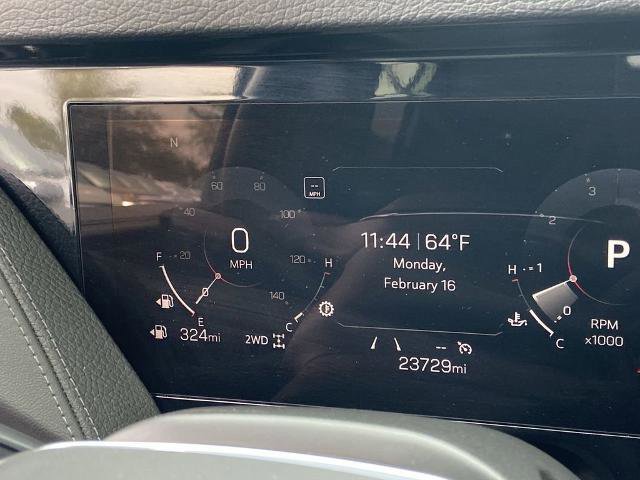 N
60 80
40 100
20 120
0 140
0
MPH
F
E
324mi
2WD
H
C
--
MPH
11:44 | 64°F
Monday,
February 16
--
23729mi
3
2
1
0
P
H
C
RPM
x1000